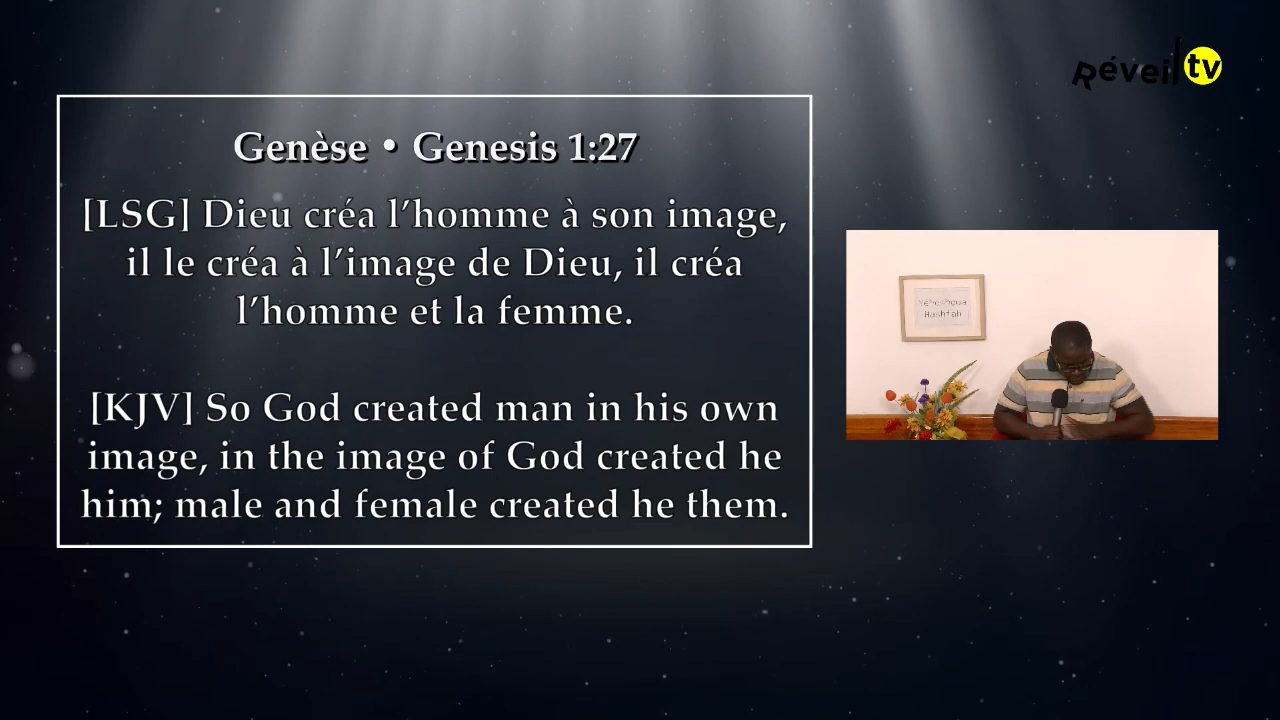 Réveil tv
Genèse • Genesis 1:27
[LSG] Dieu créa l’homme à son image,
il le créa à l’image de Dieu, il créa
l’homme et la femme.
[KJV] So God created man in his own
image, in the image of God created he
him; male and female created he them.